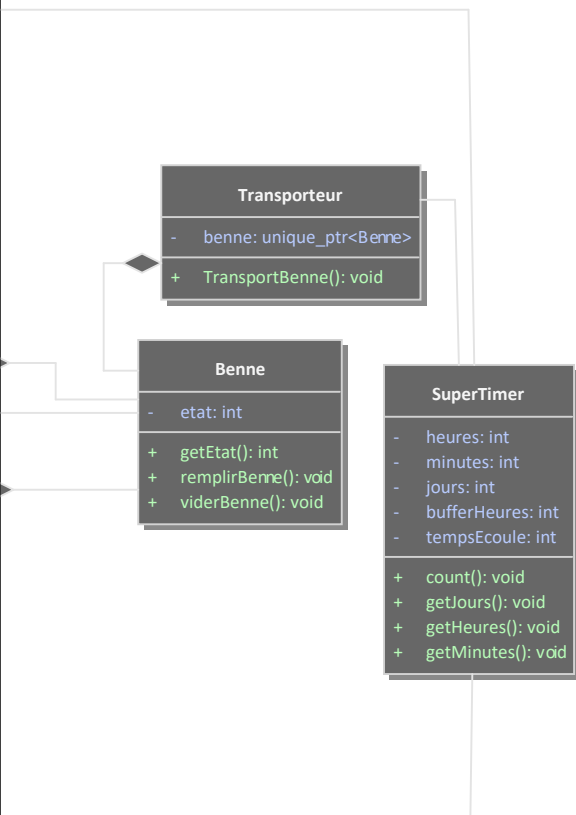 Transporteur
- benne: unique_ptr<Benne>
+ TransportBenne(): void
Benne
- etat: int
+ getEtat(): int
+ remplirBenne(): void
+ viderBenne(): void
SuperTimer
- heures: int
- minutes: int
- jours: int
- bufferHeures: int
- tempsEcoule: int
+ count(): void
+ getJours(): void
+ getHeures(): void
+ getMinutes(): void